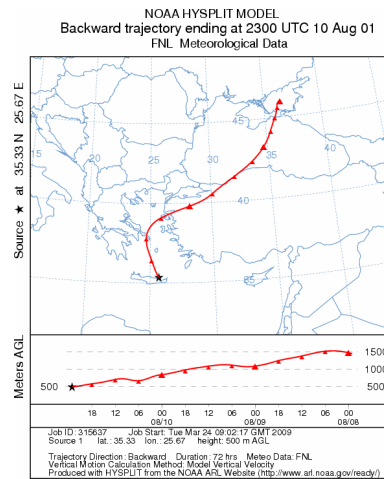 NOAA HYSPLIT MODEL
Backward trajectory ending at 2300 UTC 10 Aug 01
FNL Meteorological Data
Source ★ at 35.33 N 25.67 E
15 20 25 30 35
45
40
35
Meters AGL
500
1500
1000
500
18 12 06 00 18 12 06 00 18 12 06 00
08/10 08/09 08/08
Job ID: 315637 Job Start: Tue Mar 24 09:02:17 GMT 2009
Source 1 lat.: 35.33 lon.: 25.67 height: 500 m AGL
Trajectory Direction: Backward Duration: 72 hrs Meteo Data: FNL
Vertical Motion Calculation Method: Model Vertical Velocity
Produced with HYSPLIT from the NOAA ARL Website (http://www.arl.noaa.gov/ready/)